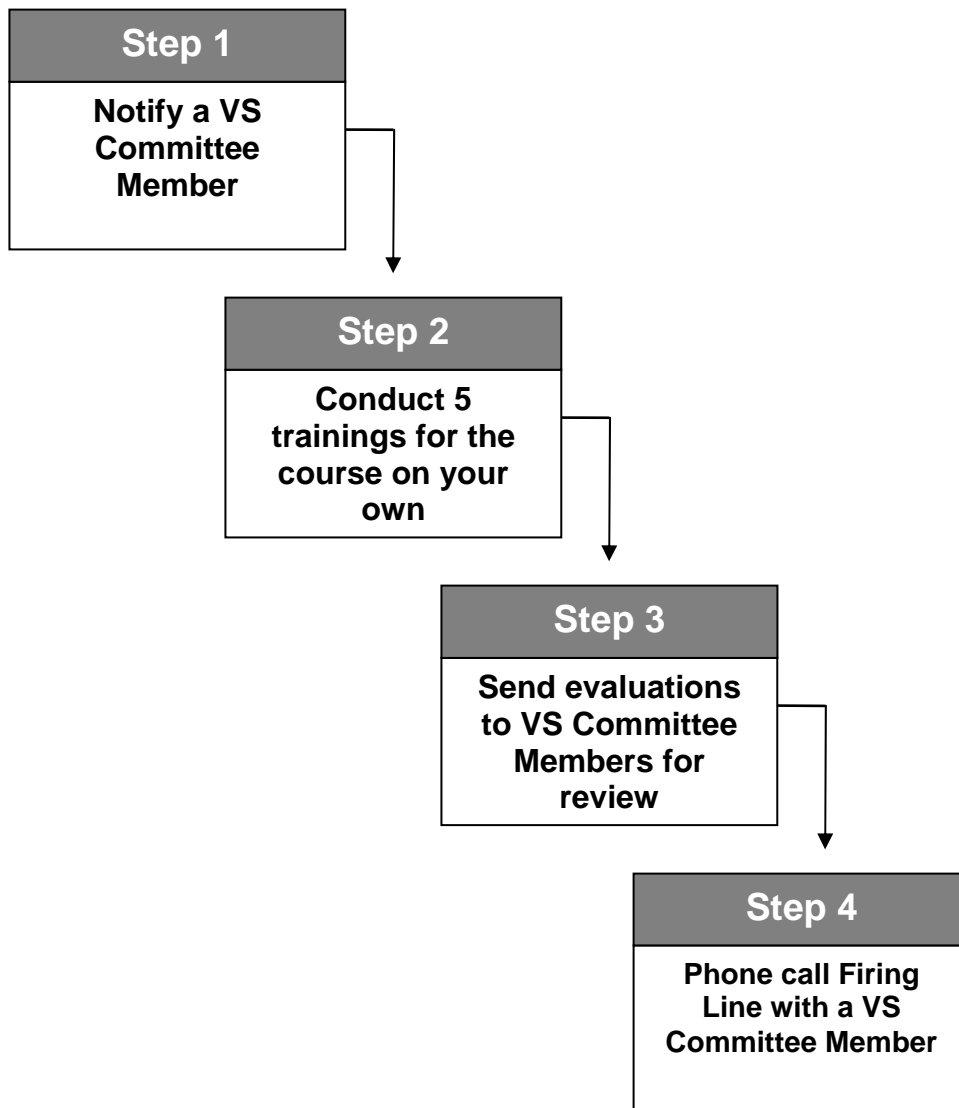 Step 1
Notify a VS
Committee
Member
Step 2
Conduct 5
trainings for the
course on your
own
Step 3
Send evaluations
to VS Committee
Members for
review
Step 4
Phone call Firing
Line with a VS
Committee Member